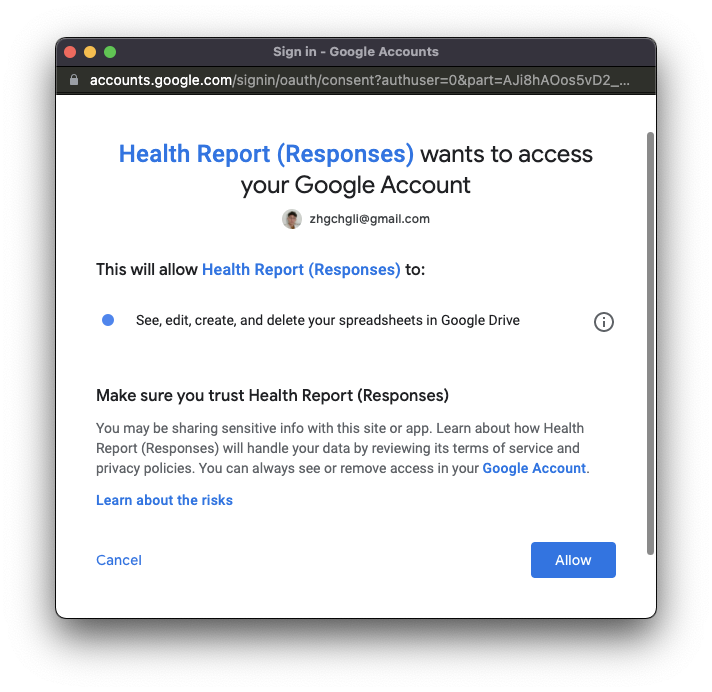 Sign in - Google Accounts
accounts.google.com/signin/oauth/consent?authuser=0&part=AJi8hAOos5vD2_...
Health Report (Responses) wants to access
your Google Account
zhgchgli@gmail.com
This will allow Health Report (Responses) to:
See, edit, create, and delete your spreadsheets in Google Drive
Make sure you trust Health Report (Responses)
You may be sharing sensitive info with this site or app. Learn about how Health
Report (Responses) will handle your data by reviewing its terms of service and
privacy policies. You can always see or remove access in your Google Account.
Learn about the risks
Cancel
Allow